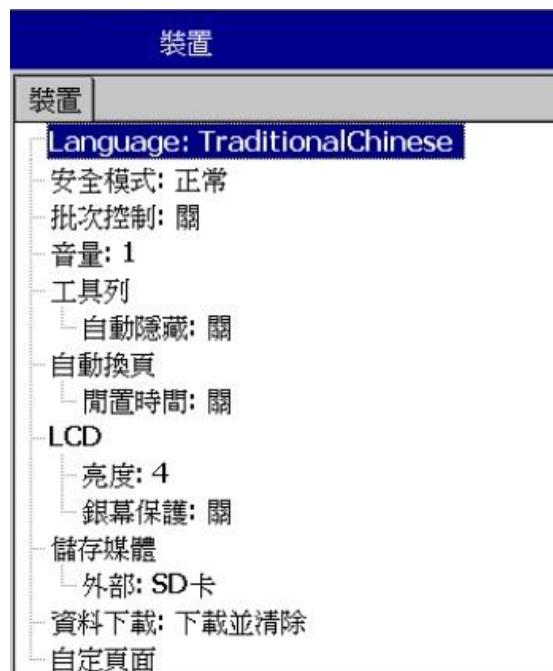 裝置
裝置
Language: TraditionalChinese
安全模式: 正常
批次控制: 關
音量: 1
工具列
自動隱藏: 關
自動換頁
閒置時間: 關
LCD
亮度: 4
銀幕保護: 關
儲存媒體
外部: SD卡
資料下載: 下載並清除
自定頁面